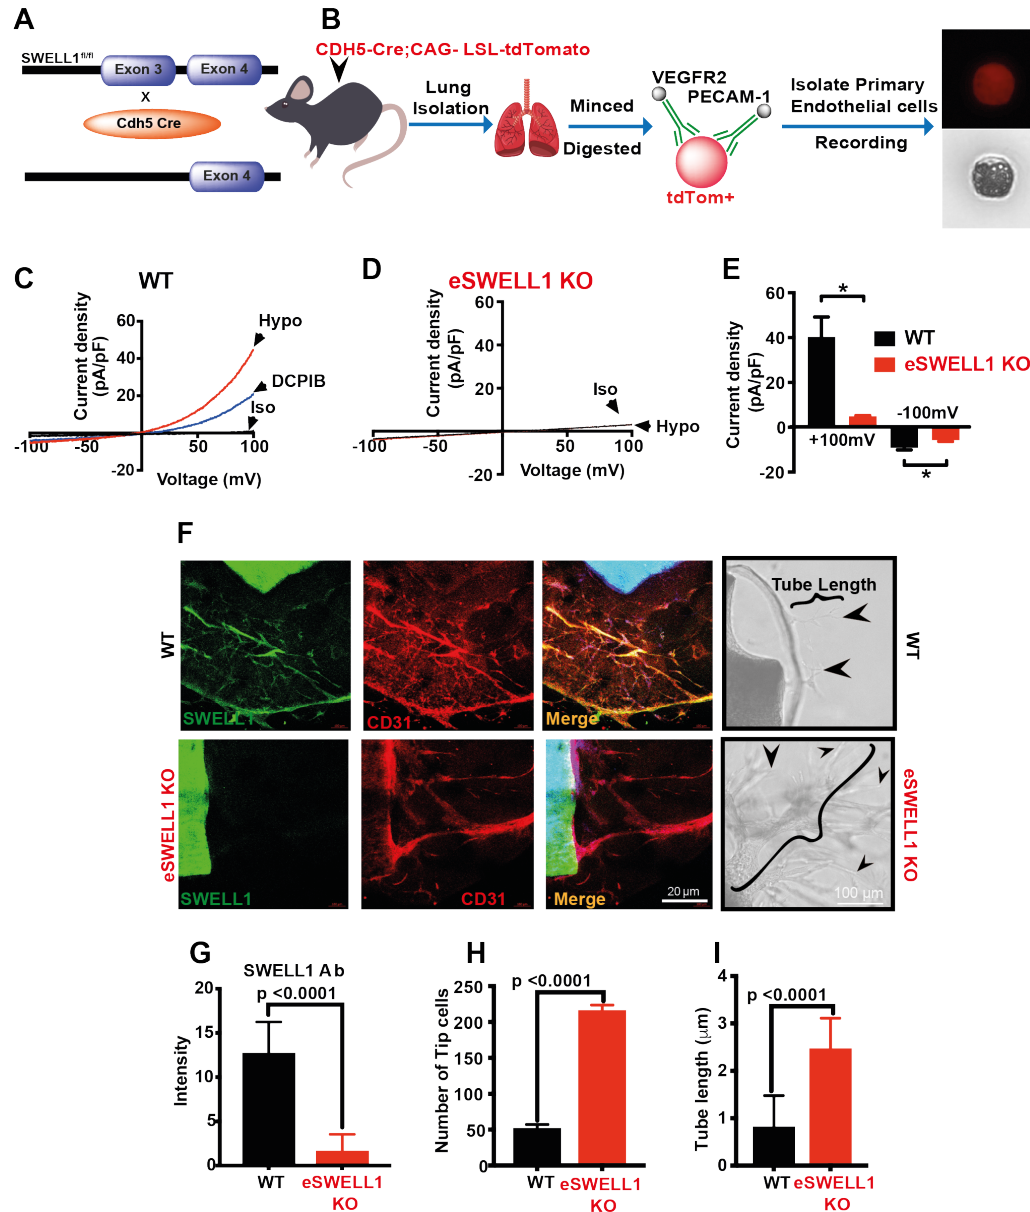 A
B
SWELL1fl/fl
Exon 3
Exon 4
X
Cdh5 Cre
Exon 4
CDH5-Cre;CAG- LSL-tdTomato
Lung
Isolation
Minced
Digested
VEGFR2
PECAM-1
tdTom+
Isolate Primary
Endothelial cells
Recording
C
WT
Current density
(pA/pF)
60
40
20
-20
-100
-50
50
100
Voltage (mV)
Hypo
DCPIB
Iso
D
eSWELL1 KO
Current density
(pA/pF)
60
20
-20
-100
-50
50
100
Voltage (mV)
Iso
Hypo
E
Current density
(pA/pF)
60
40
20
0
-20
*
WT
eSWELL1 KO
-100mV
+100mV
*
F
WT
SWELL1
CD31
Merge
Tube Length
WT
eSWELL1 KO
SWELL1
CD31
Merge
20 µm
100 µm
eSWELL1 KO
G
SWELL1 Ab
p <0.0001
Intensity
20
15
10
5
0
WT
eSWELL1
KO
H
p <0.0001
Number of Tip cells
250
200
150
100
50
0
WT
eSWELL1
KO
I
p <0.0001
Tube length (µm)
4
3
2
1
0
WT
eSWELL1
KO